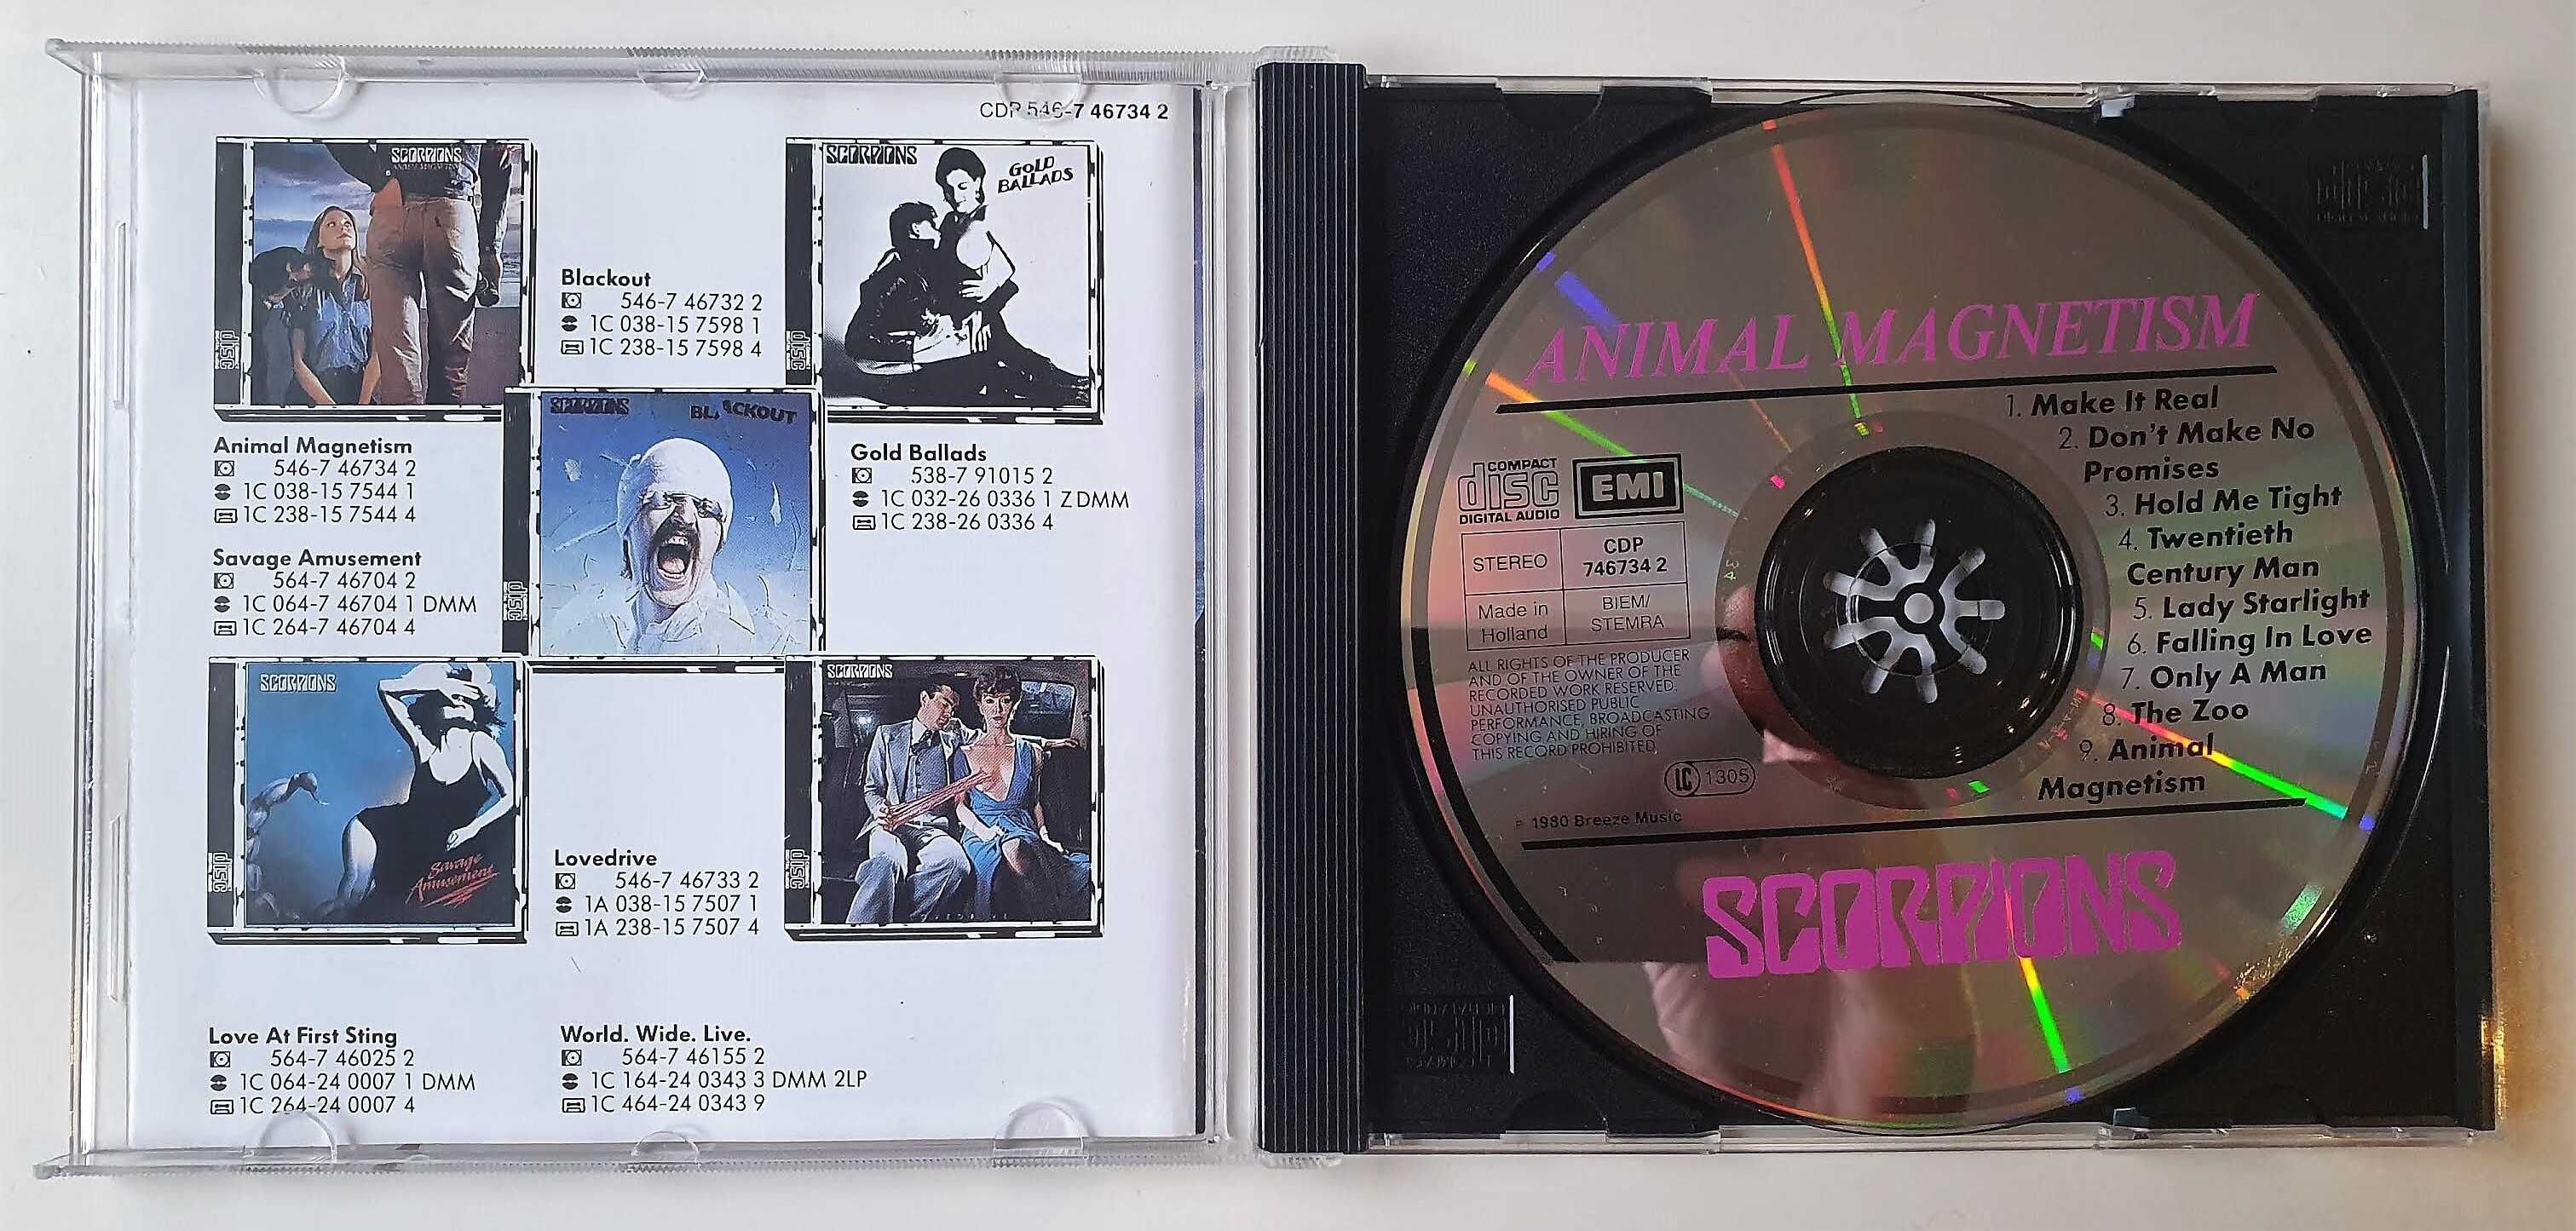 CDP 546-7 46734 2
SCORPIONS
ANIMAL MAGNETISM
disc
Blackout
546-7 46732 2
1C 038-15 7598 1
1C 238-15 7598 4
SCORPIONS
GOLD
BALLADS
disc
Animal Magnetism
546-7 46734 2
1C 038-15 7544 1
1C 238-15 7544 4
SCORPIONS
BLACKOUT
disc
Gold Ballads
538-7 91015 2
1C 032-26 0336 1 Z DMM
1C 238-26 0336 4
Savage Amusement
564-7 46704 2
1C 064-7 46704 1 DMM
1C 264-7 46704 4
SCORPIONS
Savage
Amusement
disc
Lovedrive
546-7 46733 2
1A 038-15 7507 1
1A 238-15 7507 4
SCORPIONS
LOVEDRIVE
disc
Love At First Sting
564-7 46025 2
1C 064-24 0007 1 DMM
1C 264-24 0007 4
World. Wide. Live.
564-7 46155 2
1C 164-24 0343 3 DMM 2LP
1C 464-24 0343 9
ANIMAL MAGNETISM
1. Make It Real
2. Don't Make No
Promises
3. Hold Me Tight
4. Twentieth
Century Man
5. Lady Starlight
6. Falling In Love
7. Only A Man
8. The Zoo
9. Animal
Magnetism
COMPACT
disc
DIGITAL AUDIO
EMI
STEREO
CDP
746734 2
Made in
Holland
BIEM/
STEMRA
ALL RIGHTS OF THE PRODUCER
AND OF THE OWNER OF THE
RECORDED WORK RESERVED.
UNAUTHORISED PUBLIC
PERFORMANCE, BROADCASTING
COPYING AND HIRING OF
THIS RECORD PROHIBITED
LC 1305
℗ 1980 Breeze Music
SCORPIONS